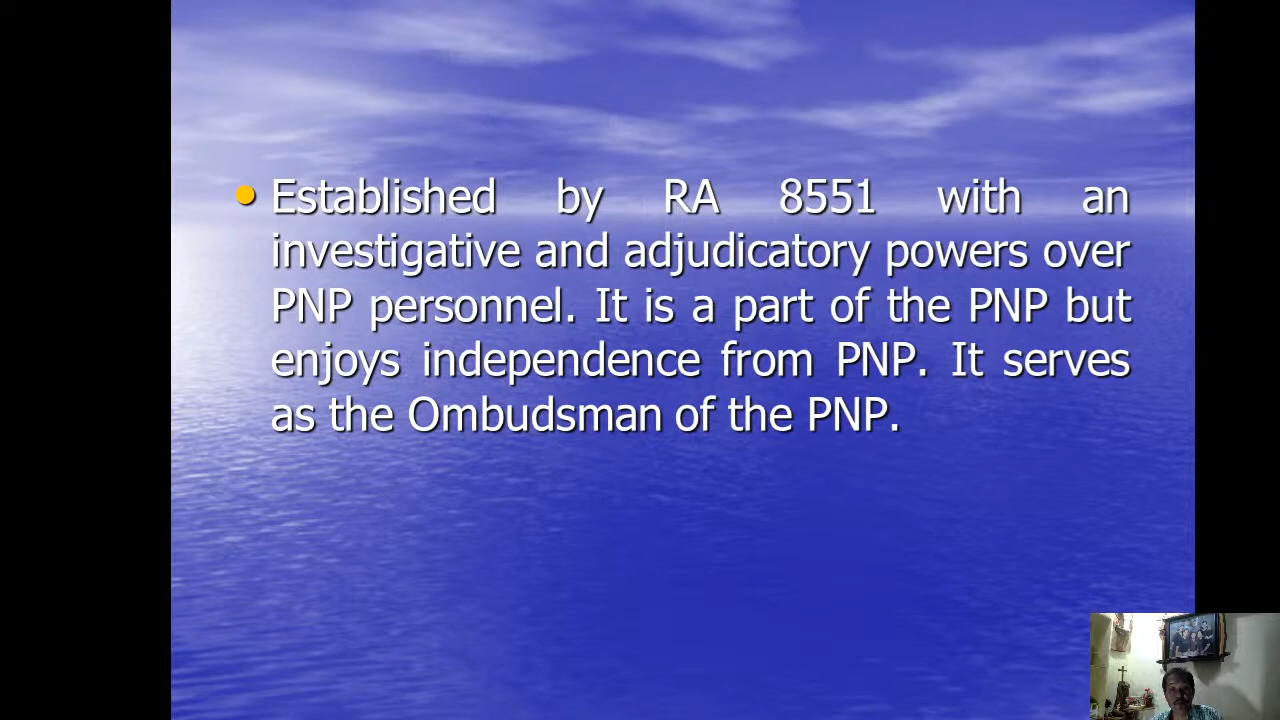 Established by RA 8551 with an
investigative and adjudicatory powers over
PNP personnel. It is a part of the PNP but
enjoys independence from PNP. It serves
as the Ombudsman of the PNP.